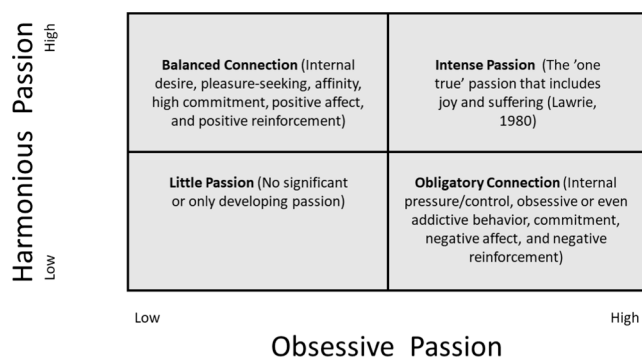 Harmonious Passion
High
Low
Balanced Connection (Internal
desire, pleasure-seeking, affinity,
high commitment, positive affect,
and positive reinforcement)
Intense Passion (The ’one
true’ passion that includes
joy and suffering (Lawrie,
1980)
Little Passion (No significant
or only developing passion)
Obligatory Connection (Internal
pressure/control, obsessive or even
addictive behavior, commitment,
negative affect, and negative
reinforcement)
Low
High
Obsessive Passion